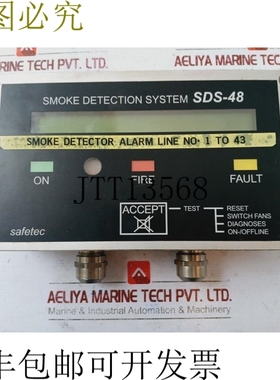 图必究
AELIYA MARINE TECH PVT. LTD.
SMOKE DETECTION SYSTEM SDS-48
SMOKE DETECTOR ALARM LINE NO: 1 TO 43
ON
FIRE
FAULT
JTT13568
ACCEPT
TEST
RESET
SWITCH FANS
DIAGNOSES
ON-/OFFLINE
safetec
AELIYA MARINE TECH PVT. LTD.
Marine & Industrial Automation & Machinery
丰包邮可开发票